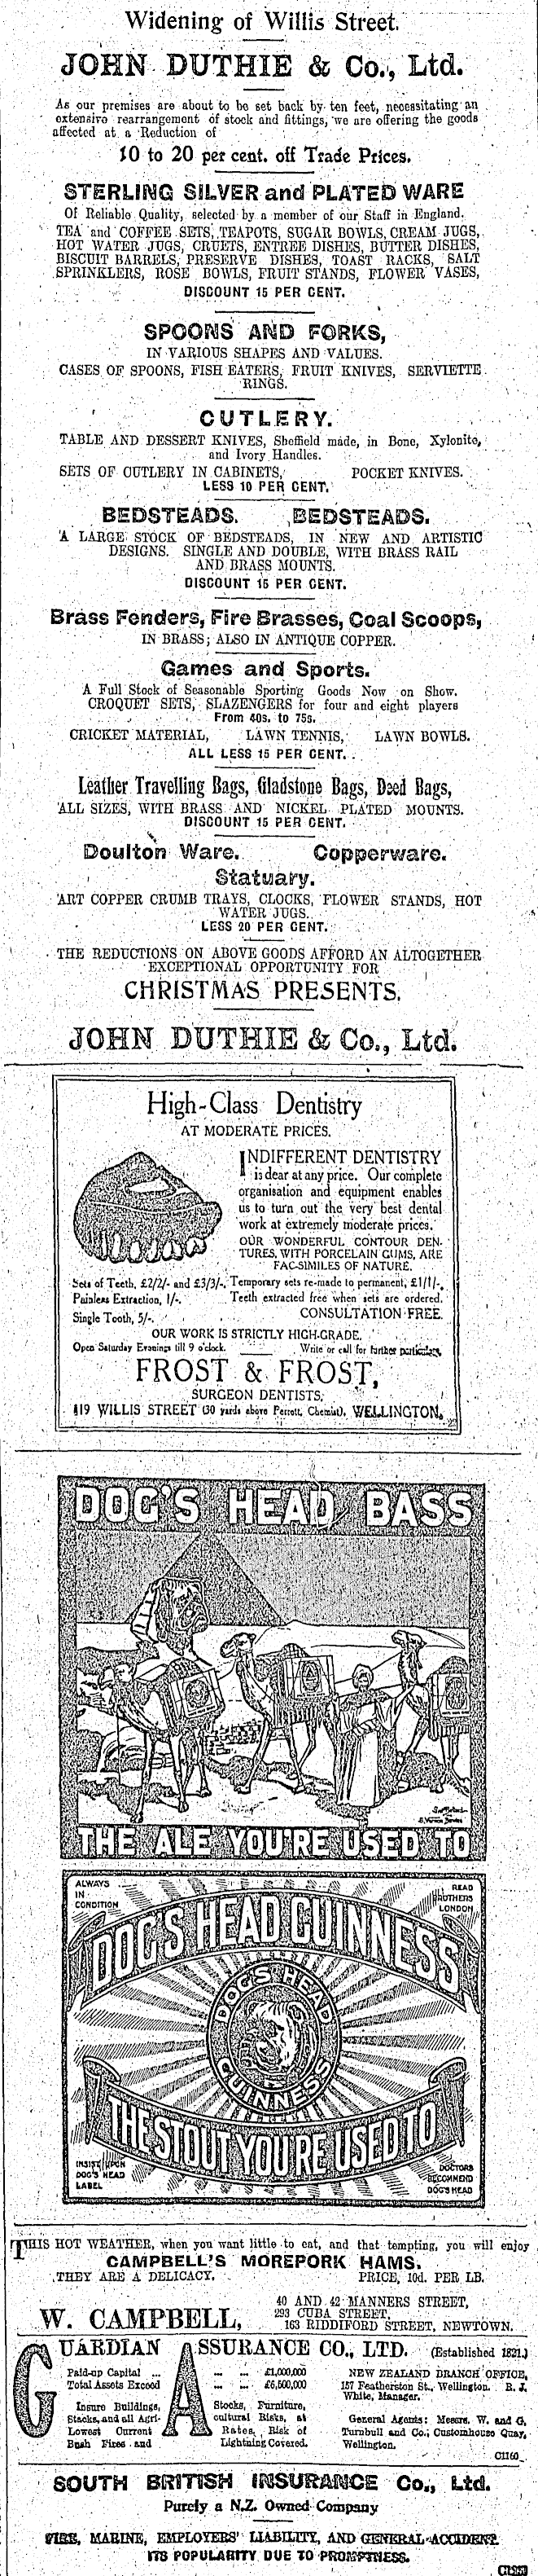 Widening of Willis Street.
JOHN DUTHIE & Co., Ltd.
As our premises are about to be set back by ten feet, necessitating an
extensive rearrangement of stock and fittings, we are offering the goods
affected at a Reduction of
10 to 20 per cent. off Trade Prices.
STERLING SILVER and PLATED WARE
Of Reliable Quality, selected by a member of our Staff in England.
TEA and COFFEE SETS, TEAPOTS, SUGAR BOWLS, CREAM JUGS,
HOT WATER JUGS, CRUETS, ENTREE DISHES, BUTTER DISHES,
BISCUIT BARRELS, PRESERVE DISHES, TOAST RACKS, SALT
SPRINKLERS, ROSE BOWLS, FRUIT STANDS, FLOWER VASES,
DISCOUNT 15 PER CENT.
SPOONS AND FORKS,
IN VARIOUS SHAPES AND VALUES.
CASES OF SPOONS, FISH EATERS, FRUIT KNIVES, SERVIETTE
RINGS.
CUTLERY.
TABLE AND DESSERT KNIVES, Sheffield made, in Bone, Xylonite,
and Ivory Handles.
SETS OF CUTLERY IN CABINETS, POCKET KNIVES.
LESS 10 PER CENT.
BEDSTEADS. BEDSTEADS.
A LARGE STOCK OF BEDSTEADS, IN NEW AND ARTISTIC
DESIGNS. SINGLE AND DOUBLE, WITH BRASS RAIL
AND BRASS MOUNTS.
DISCOUNT 15 PER CENT.
Brass Fenders, Fire Brasses, Coal Scoops,
IN BRASS; ALSO IN ANTIQUE COPPER.
Games and Sports.
A Full Stock of Seasonable Sporting Goods Now on Show.
CROQUET SETS, SLAZENGERS for four and eight players
From 40s. to 75s.
CRICKET MATERIAL, LAWN TENNIS, LAWN BOWLS.
ALL LESS 15 PER CENT.
Leather Travelling Bags, Gladstone Bags, Deed Bags,
ALL SIZES, WITH BRASS AND NICKEL PLATED MOUNTS.
DISCOUNT 15 PER CENT.
Doulton Ware. Copperware.
Statuary.
ART COPPER CRUMB TRAYS, CLOCKS, FLOWER STANDS, HOT
WATER JUGS.
LESS 20 PER CENT.
THE REDUCTIONS ON ABOVE GOODS AFFORD AN ALTOGETHER
EXCEPTIONAL OPPORTUNITY FOR
CHRISTMAS PRESENTS.
JOHN DUTHIE & Co., Ltd.
High-Class Dentistry
AT MODERATE PRICES.
INDIFFERENT DENTISTRY
is dear at any price. Our complete
organisation and equipment enables
us to turn out the very best dental
work at extremely moderate prices.
OUR WONDERFUL CONTOUR DEN-
TURES, WITH PORCELAIN GUMS, ARE
FAC-SIMILES OF NATURE.
Sets of Teeth, £2/2/- and £3/3/-. Temporary sets re-made to permanent, £1/1/-.
Painless Extraction, 1/-. Teeth extracted free when sets are ordered.
Single Tooth, 5/-. CONSULTATION FREE.
OUR WORK IS STRICTLY HIGH-GRADE.
Open Saturday Evenings till 9 o'clock. Write or call for further particulars.
FROST & FROST,
SURGEON DENTISTS,
119 WILLIS STREET (30 yards above Perrett, Chemist), WELLINGTON.
DOG'S HEAD BASS
THE ALE YOU'RE USED TO
ALWAYS
IN
CONDITION
READ
BROTHERS
LONDON
DOG'S HEAD GUINNESS
DOG'S HEAD
GUINNESS
THE STOUT YOU'RE USED TO
INSIST UPON
DOG'S HEAD
LABEL
DOCTORS
RECOMMEND
DOG'S HEAD
THIS HOT WEATHER, when you want little to eat, and that tempting, you will enjoy
CAMPBELL'S MOREPORK HAMS.
THEY ARE A DELICACY. PRICE, 10d. PER LB.
W. CAMPBELL,
40 AND 42 MANNERS STREET,
293 CUBA STREET,
163 RIDDIFORD STREET, NEWTOWN.
GUARDIAN ASSURANCE CO., LTD. (Established 1821.)
Paid-up Capital ... ... ... £1,000,000
Total Assets Exceed ... ... £6,500,000
Insure Buildings, Stocks, Furniture,
Stacks, and all Agri- cultural Risks, at
Lowest Current Rates. Risk of
Bush Fires and Lightning Covered.
NEW ZEALAND BRANCH OFFICE,
157 Featherston St., Wellington. R. J.
White, Manager.
General Agents: Messrs. W. and G.
Turnbull and Co.; Customhouse Quay,
Wellington.
C1160
SOUTH BRITISH INSURANCE Co., Ltd.
Purely a N.Z. Owned Company
FIRE, MARINE, EMPLOYERS' LIABILITY, AND GENERAL ACCIDENT.
ITS POPULARITY DUE TO PROMPTNESS.